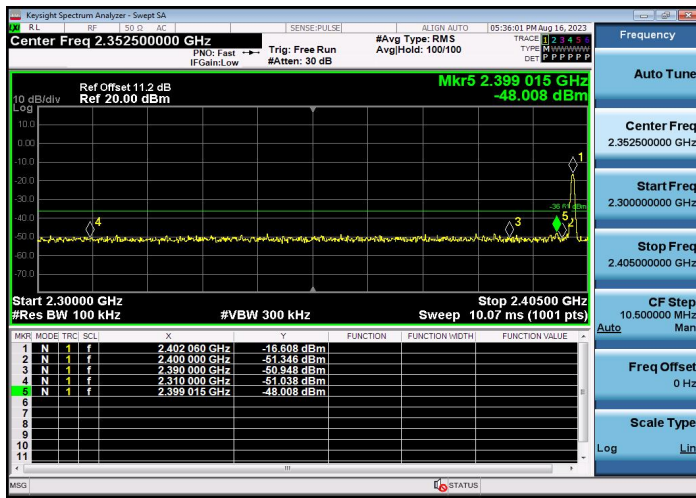 Keysight Spectrum Analyzer - Swept SA
RL RF 50 Ω AC SENSE:PULSE ALIGN AUTO 05:36:01 PM Aug 16, 2023
Center Freq 2.352500000 GHz
PNO: Fast
IFGain:Low
Trig: Free Run
#Atten: 30 dB
#Avg Type: RMS
Avg|Hold: 100/100
TRACE 1 2 3 4 5 6
TYPE M W W W W W
DET P P P P P P
Ref Offset 11.2 dB
10 dB/div Ref 20.00 dBm
Log
Mkr5 2.399 015 GHz
-48.008 dBm
10.0
0.00
-10.0
-20.0
-30.0
-40.0
-50.0
-60.0
-70.0
1
dBm
5
2
3
4
Start 2.30000 GHz Stop 2.40500 GHz
#Res BW 100 kHz #VBW 300 kHz Sweep 10.07 ms (1001 pts)
MKR MODE TRC SCL X Y FUNCTION FUNCTION WIDTH FUNCTION VALUE
1 N 1 f 2.402 060 GHz -16.608 dBm
2 N 1 f 2.400 000 GHz -51.346 dBm
3 N 1 f 2.390 000 GHz -50.948 dBm
4 N 1 f 2.310 000 GHz -51.038 dBm
5 N 1 f 2.399 015 GHz -48.008 dBm
6
7
8
9
10
11
MSG STATUS
Frequency
Auto Tune
Center Freq
2.352500000 GHz
Start Freq
2.300000000 GHz
Stop Freq
2.405000000 GHz
CF Step
10.500000 MHz
Auto Man
Freq Offset
0 Hz
Scale Type
Log Lin